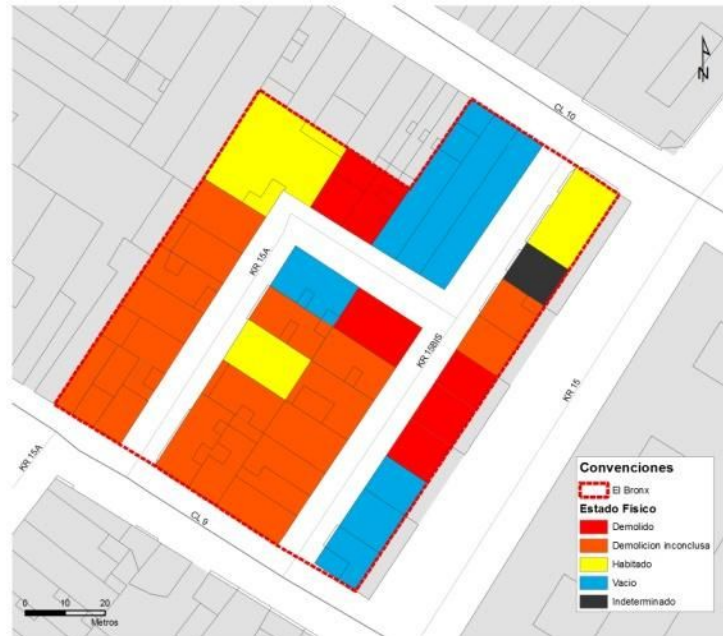 CL 10
N
KR 15A
KR 15BIS
KR 15
KR 15A
CL 9
Convenciones
El Bronx
Estado Físico
Demolido
Demolicion inconclusa
Habitado
Vacio
Indeterminado
0 10 20
Metros